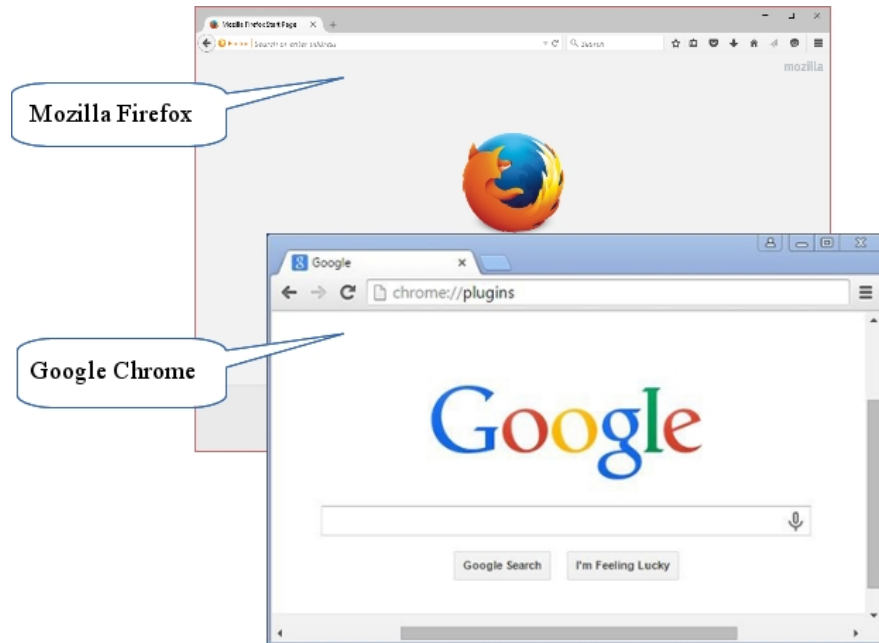 Mozilla Firefox Start Page
Search or enter address
Search
mozilla
Mozilla Firefox
Google
chrome://plugins
Google Chrome
Google
Google Search I'm Feeling Lucky